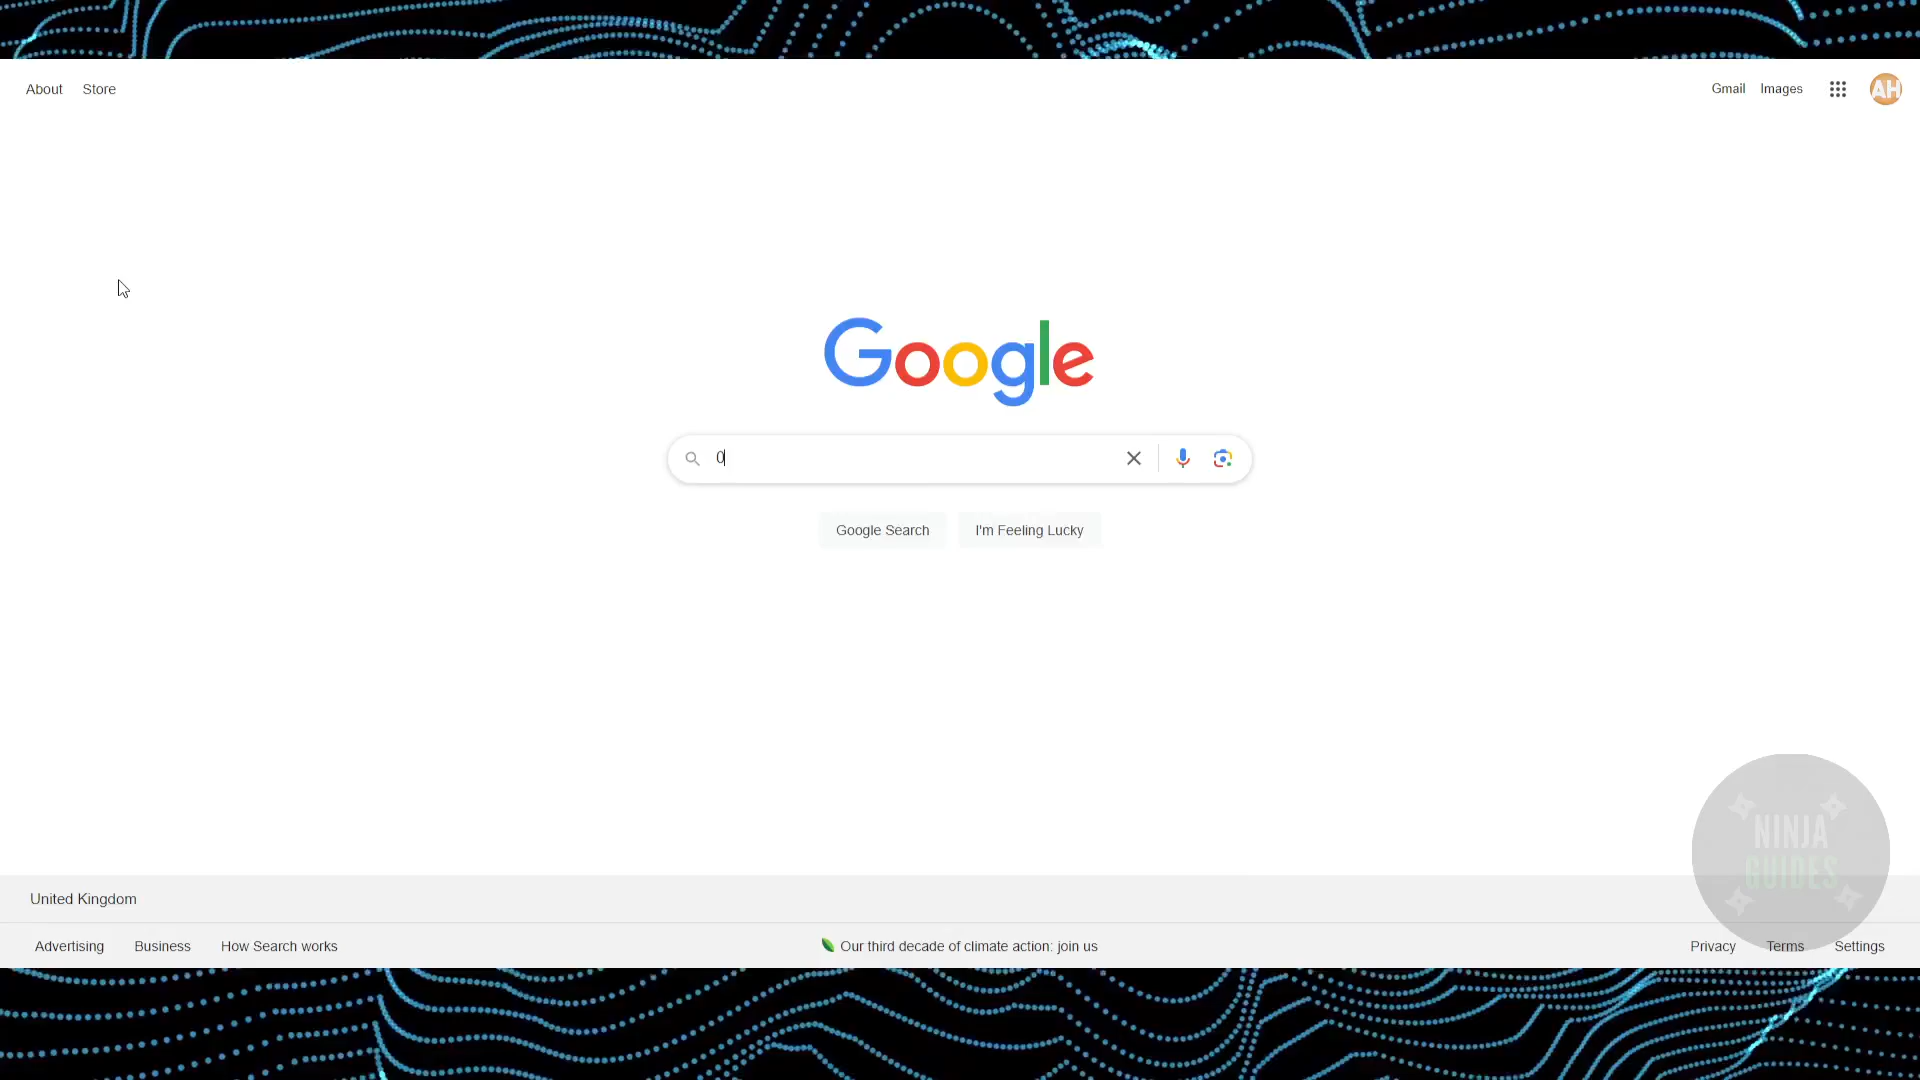 About Store
Gmail Images
AH
Google
0
Google Search I'm Feeling Lucky
NINJA
GUIDES
United Kingdom
Advertising Business How Search works
Our third decade of climate action: join us
Privacy Terms Settings